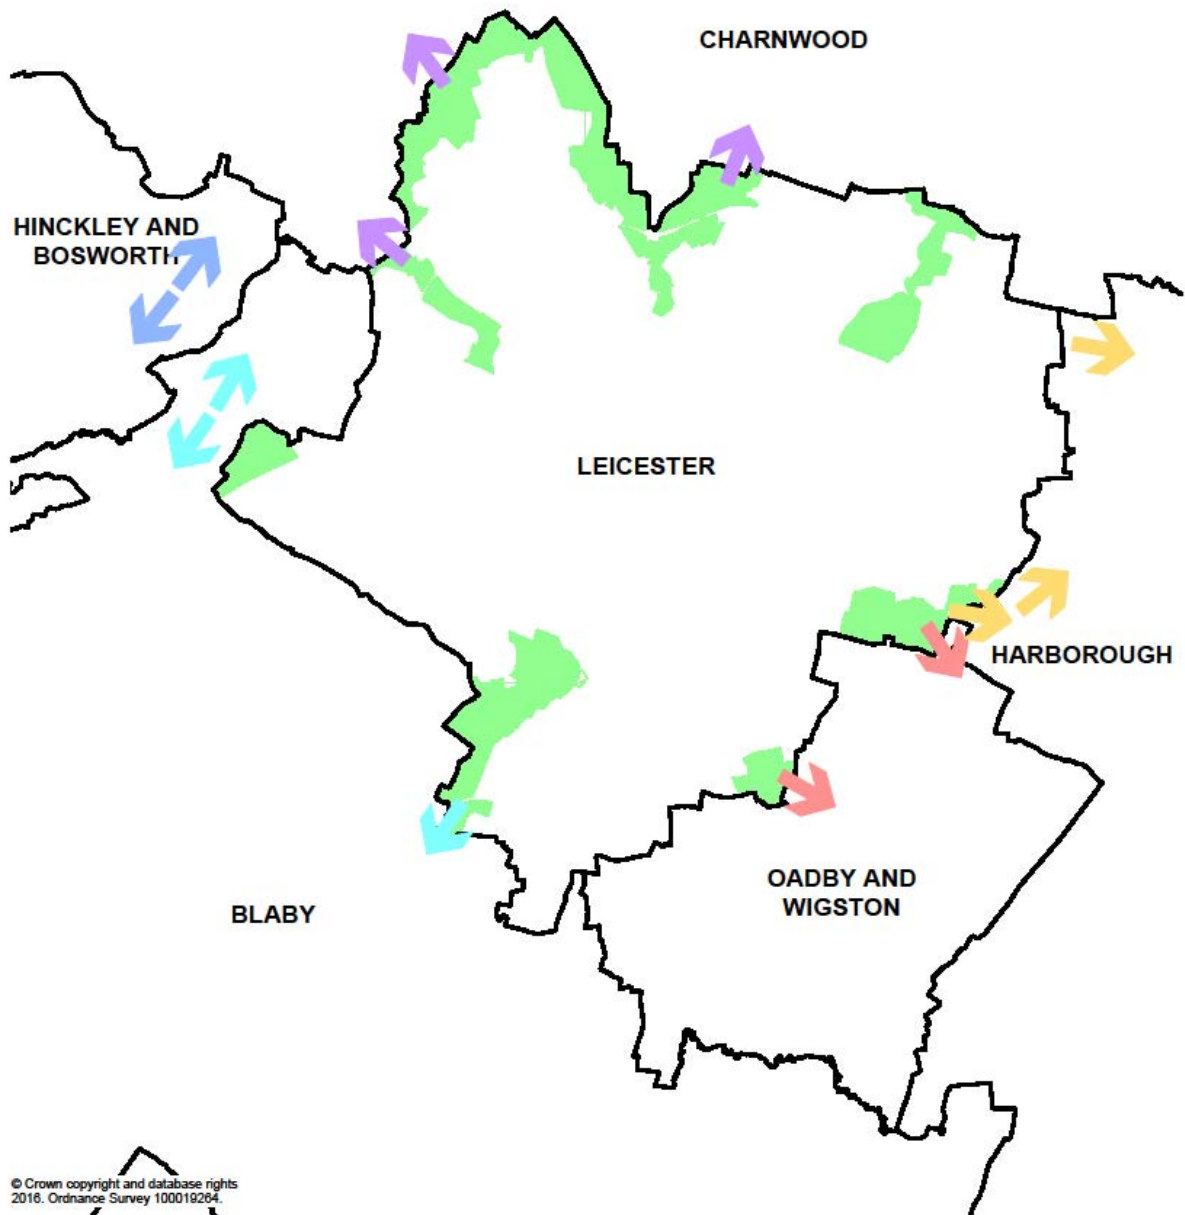 CHARNWOOD
HINCKLEY AND
BOSWORTH
LEICESTER
HARBOROUGH
OADBY AND
WIGSTON
BLABY
© Crown copyright and database rights
2016. Ordnance Survey 100019264.